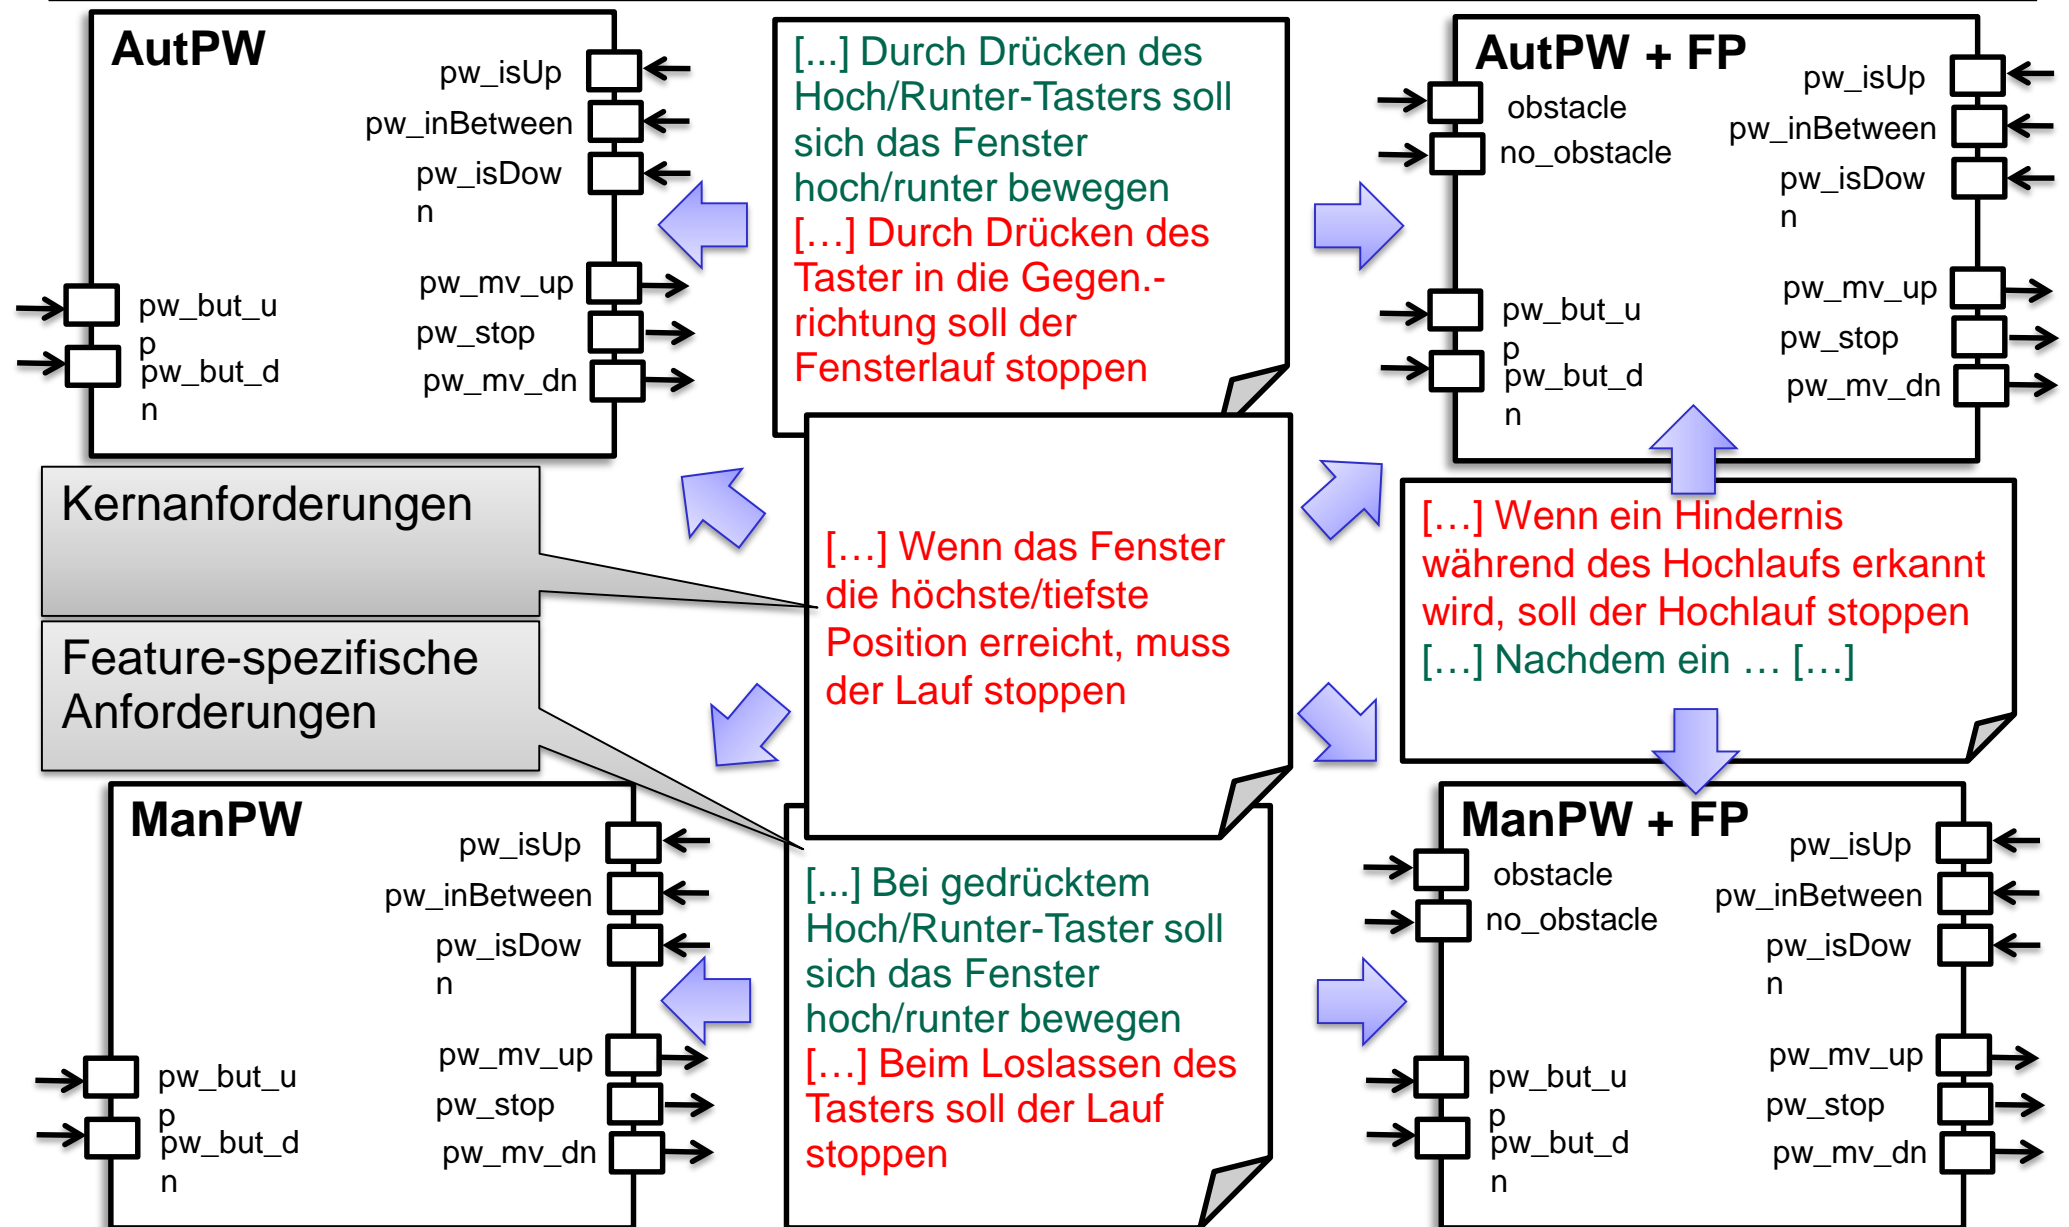 AutPW
pw_isUp
pw_inBetween
pw_isDow
n
pw_mv_up
pw_stop
pw_mv_dn
pw_but_u
p
pw_but_d
n
[...] Durch Drücken des
Hoch/Runter-Tasters soll
sich das Fenster
hoch/runter bewegen
[…] Durch Drücken des
Taster in die Gegen.-
richtung soll der
Fensterlauf stoppen
AutPW + FP
obstacle
no_obstacle
pw_isUp
pw_inBetween
pw_isDow
n
pw_mv_up
pw_stop
pw_mv_dn
pw_but_u
p
pw_but_d
n
Kernanforderungen
Feature-spezifische
Anforderungen
[…] Wenn das Fenster
die höchste/tiefste
Position erreicht, muss
der Lauf stoppen
[…] Wenn ein Hindernis
während des Hochlaufs erkannt
wird, soll der Hochlauf stoppen
[…] Nachdem ein … […]
ManPW
pw_isUp
pw_inBetween
pw_isDow
n
pw_mv_up
pw_stop
pw_mv_dn
pw_but_u
p
pw_but_d
n
[...] Bei gedrücktem
Hoch/Runter-Taster soll
sich das Fenster
hoch/runter bewegen
[…] Beim Loslassen des
Tasters soll der Lauf
stoppen
ManPW + FP
obstacle
no_obstacle
pw_isUp
pw_inBetween
pw_isDow
n
pw_mv_up
pw_stop
pw_mv_dn
pw_but_u
p
pw_but_d
n